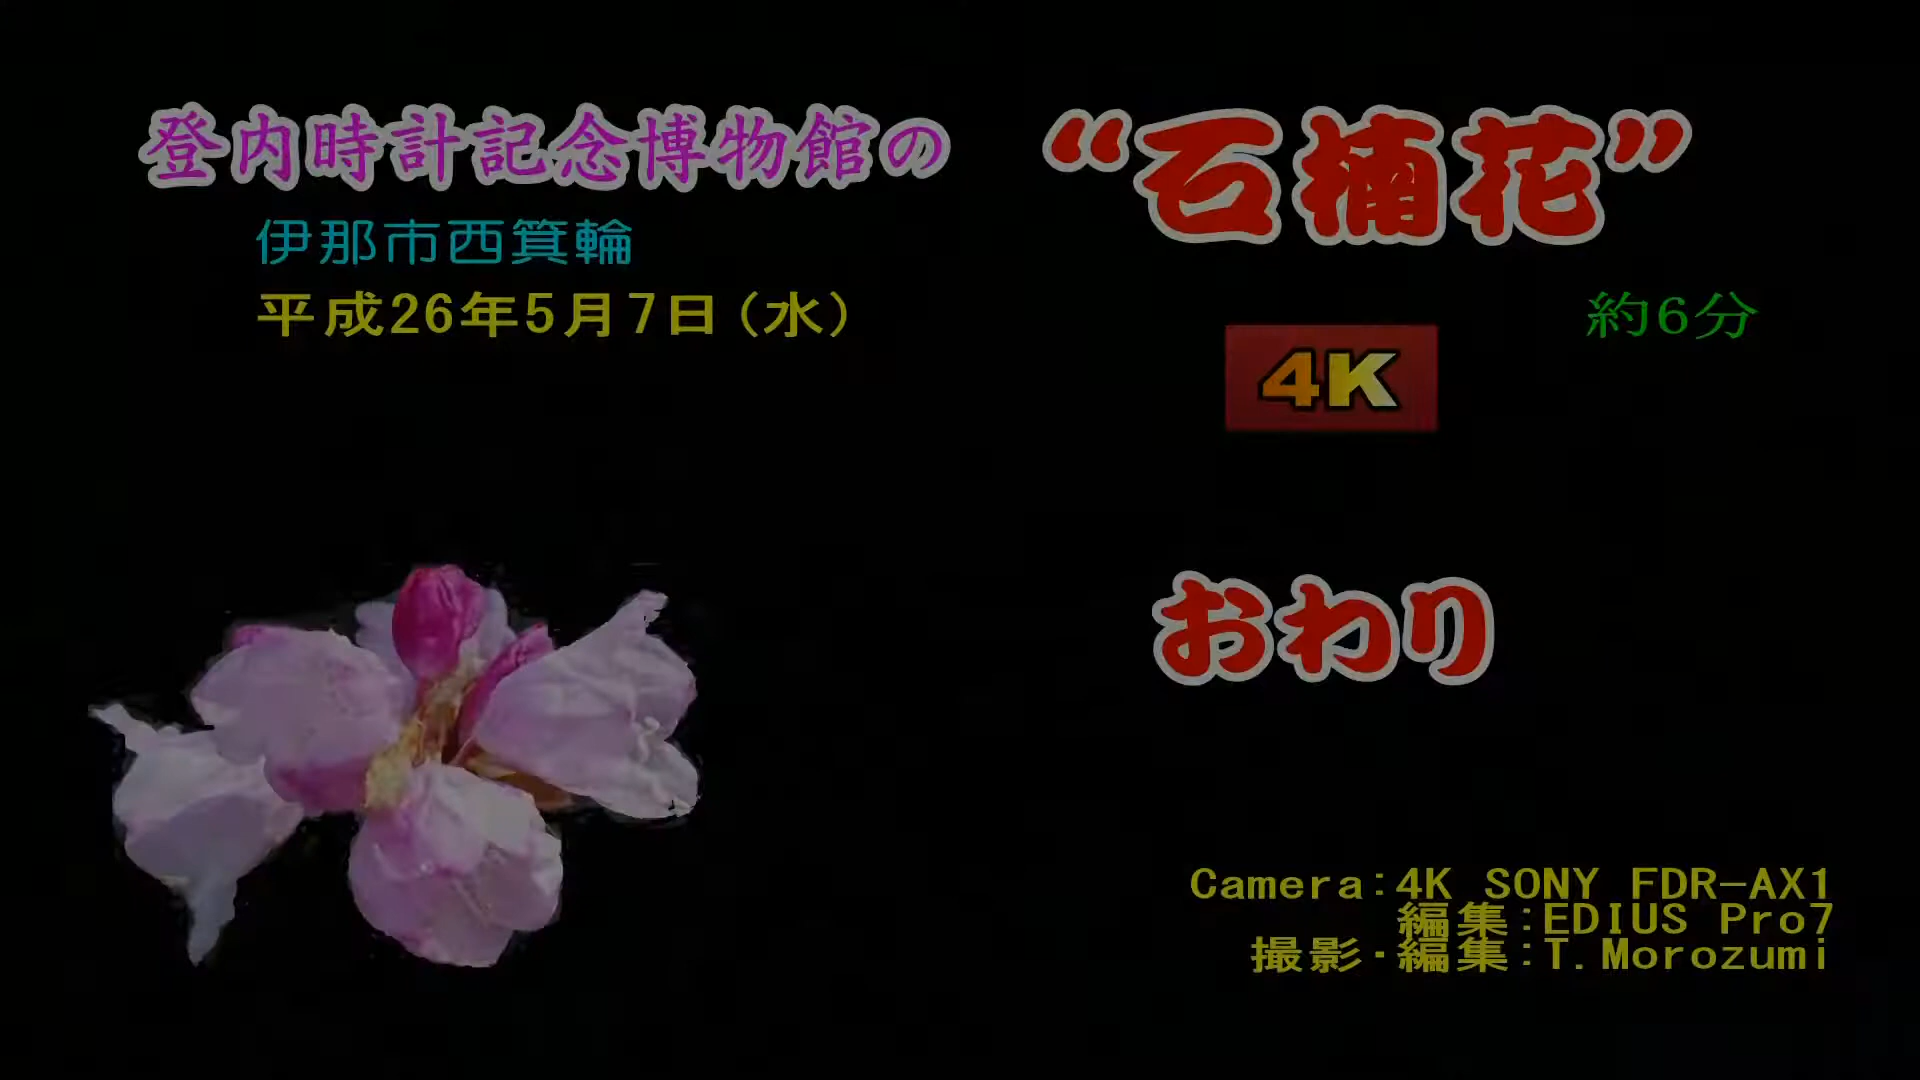 登内時計記念博物館の
“石楠花”
伊那市西箕輪
平成26年5月7日(水)
約6分
4K
おわり
Camera:4K SONY FDR-AX1
編集:EDIUS Pro7
撮影・編集:T.Morozumi